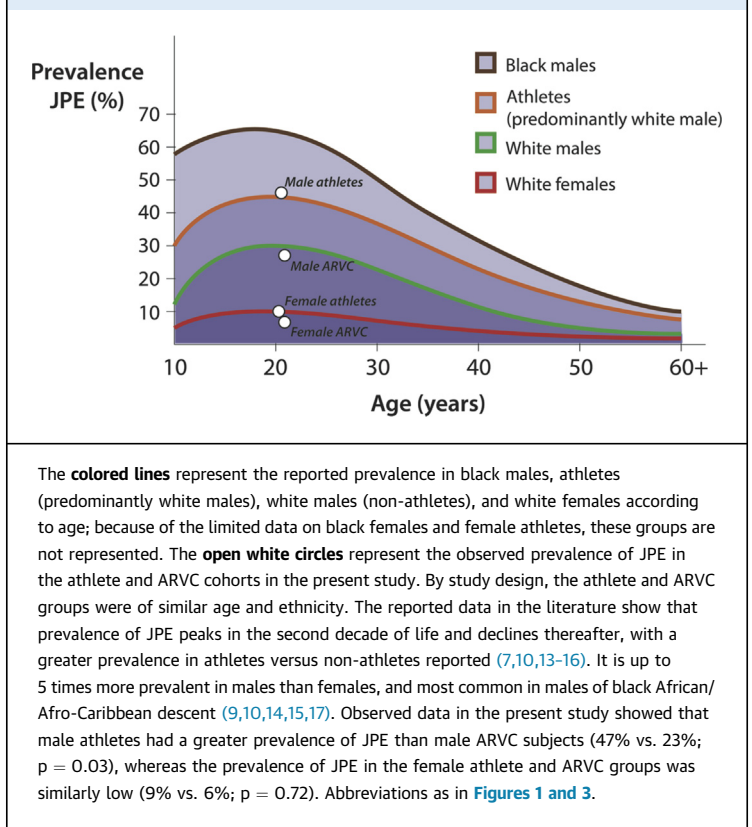 Prevalence
JPE (%)
70
60
50
40
30
20
10
Black males
Athletes
(predominantly white male)
White males
White females
Male athletes
Male ARVC
Female athletes
Female ARVC
10 20 30 40 50 60+
Age (years)
The colored lines represent the reported prevalence in black males, athletes
(predominantly white males), white males (non-athletes), and white females according
to age; because of the limited data on black females and female athletes, these groups are
not represented. The open white circles represent the observed prevalence of JPE in
the athlete and ARVC cohorts in the present study. By study design, the athlete and ARVC
groups were of similar age and ethnicity. The reported data in the literature show that
prevalence of JPE peaks in the second decade of life and declines thereafter, with a
greater prevalence in athletes versus non-athletes reported (7,10,13–16). It is up to
5 times more prevalent in males than females, and most common in males of black African/
Afro-Caribbean descent (9,10,14,15,17). Observed data in the present study showed that
male athletes had a greater prevalence of JPE than male ARVC subjects (47% vs. 23%;
p = 0.03), whereas the prevalence of JPE in the female athlete and ARVC groups was
similarly low (9% vs. 6%; p = 0.72). Abbreviations as in Figures 1 and 3.